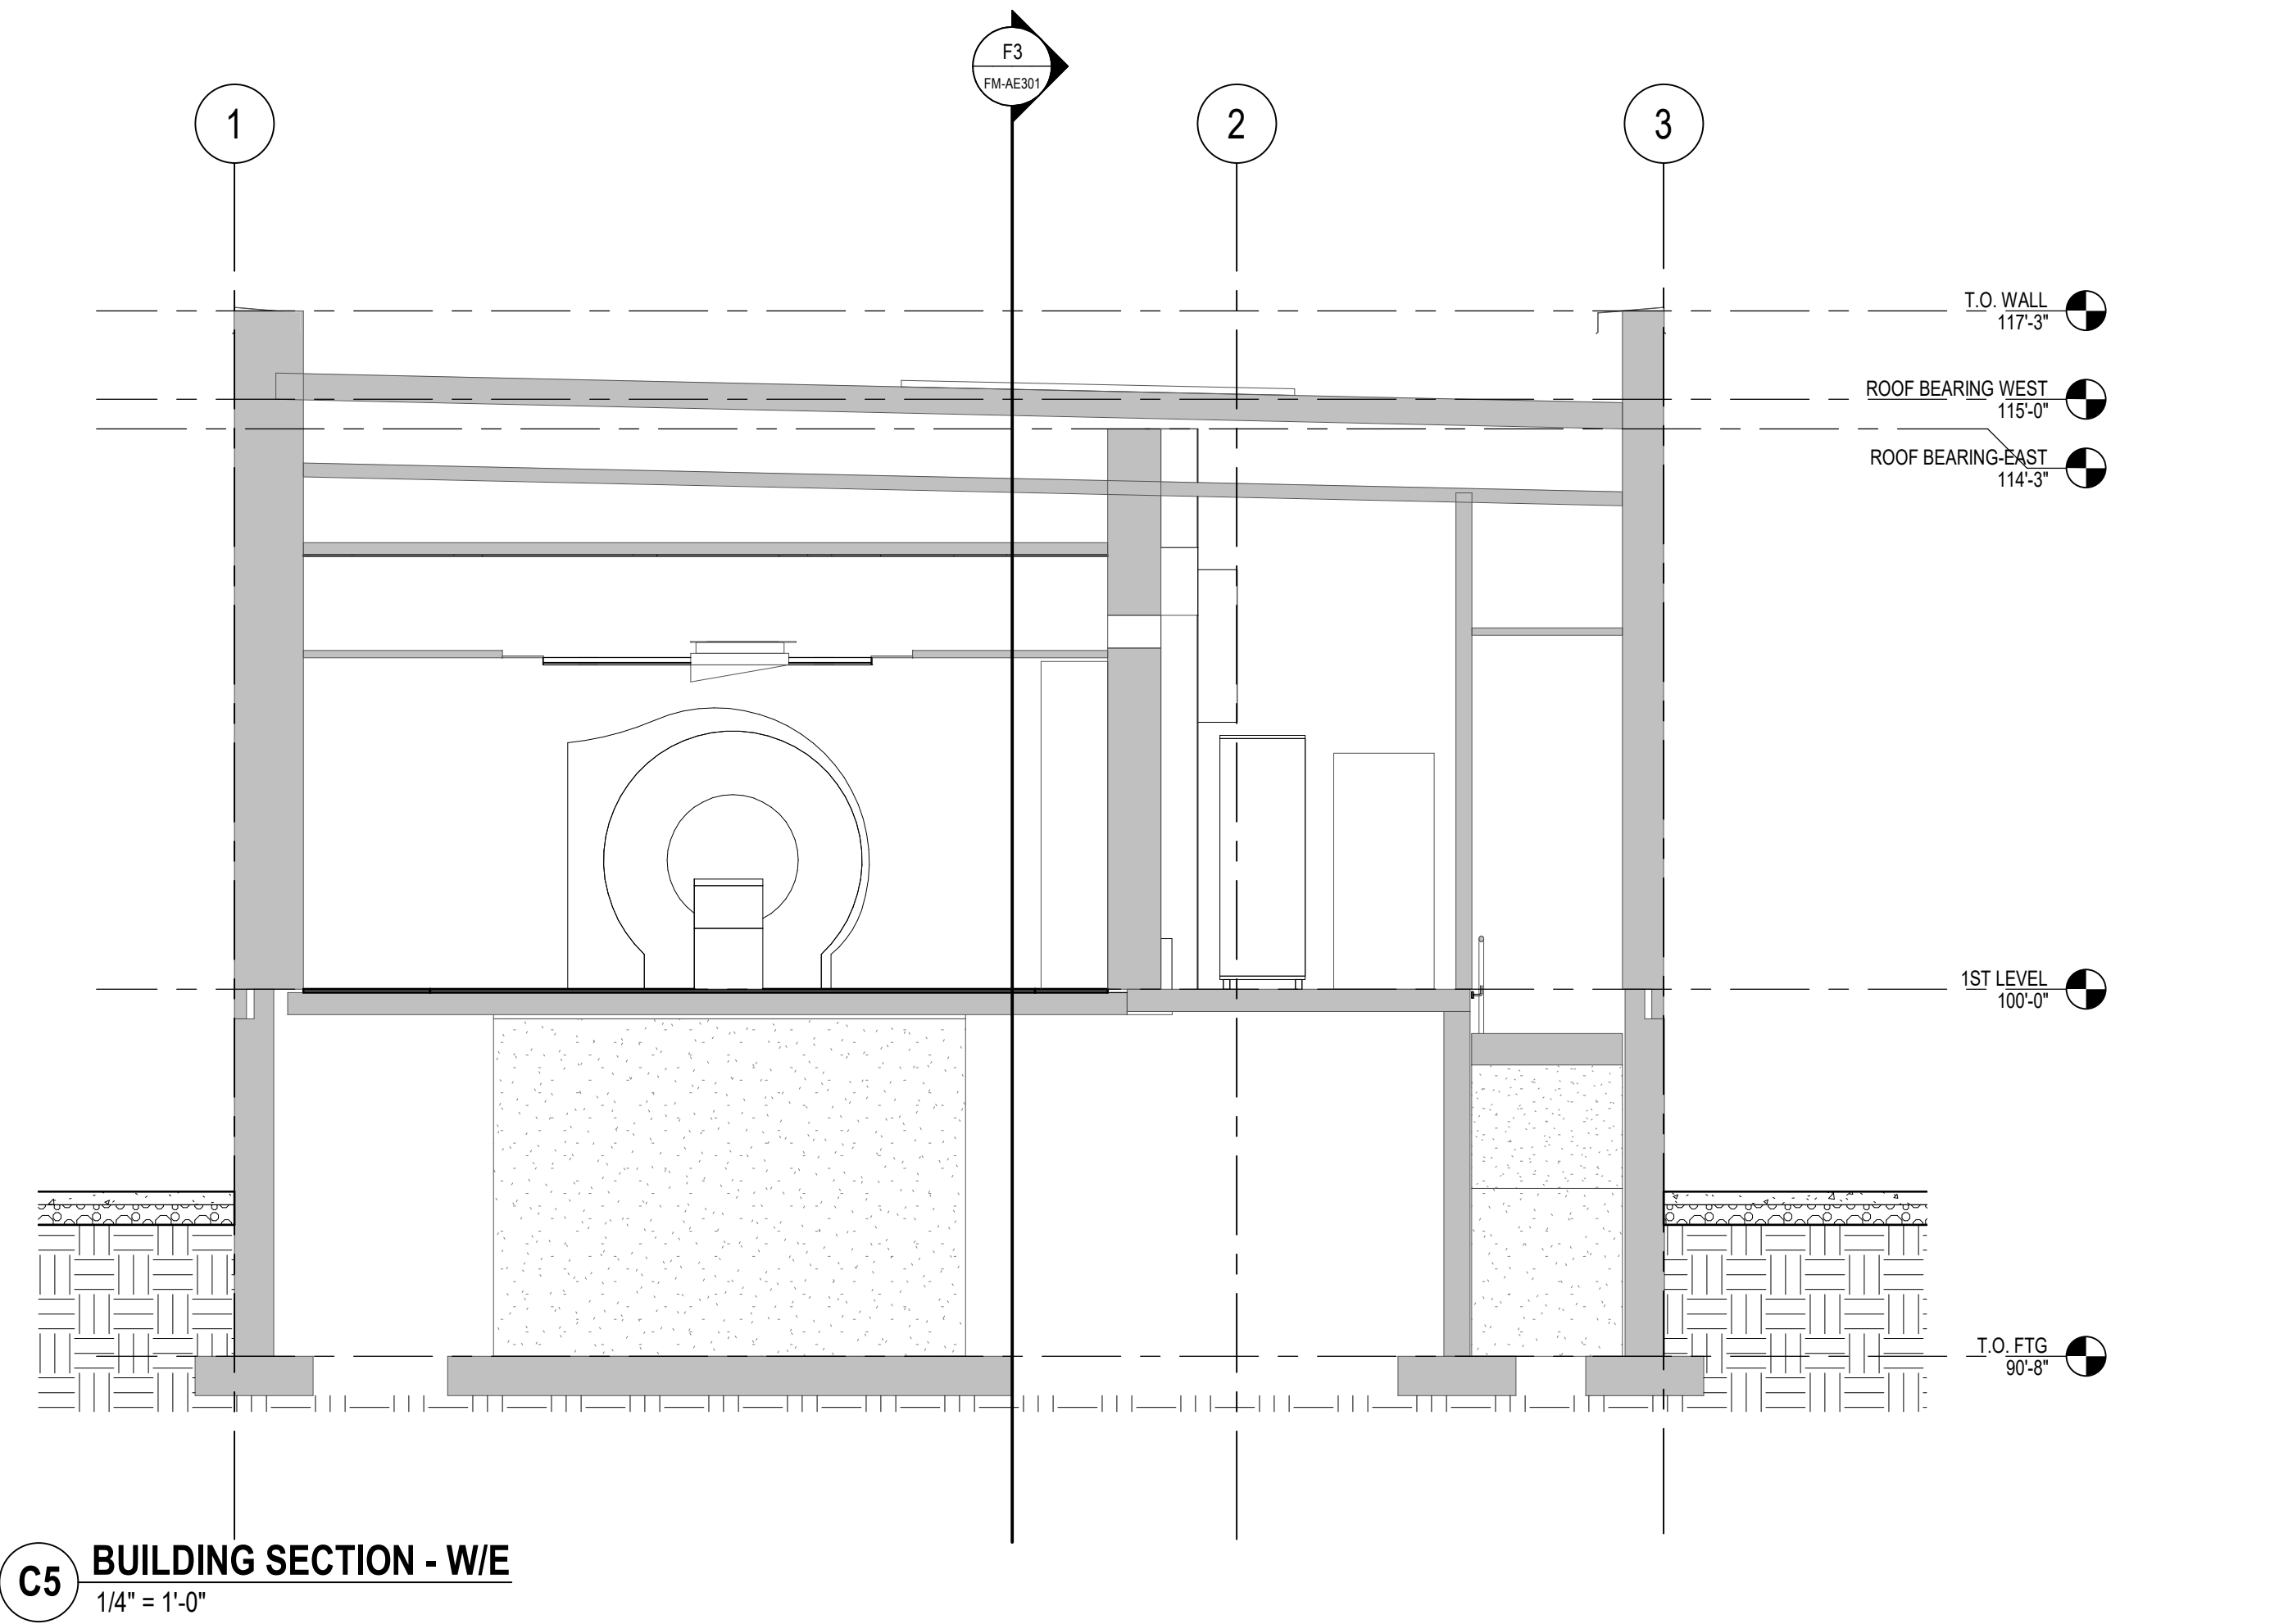 F3
FM-AE301
1
2
3
T.O. WALL
117'-3"
ROOF BEARING WEST
115'-0"
ROOF BEARING-EAST
114'-3"
1ST LEVEL
100'-0"
T.O. FTG
90'-8"
C5
BUILDING SECTION - W/E
1/4" = 1'-0"